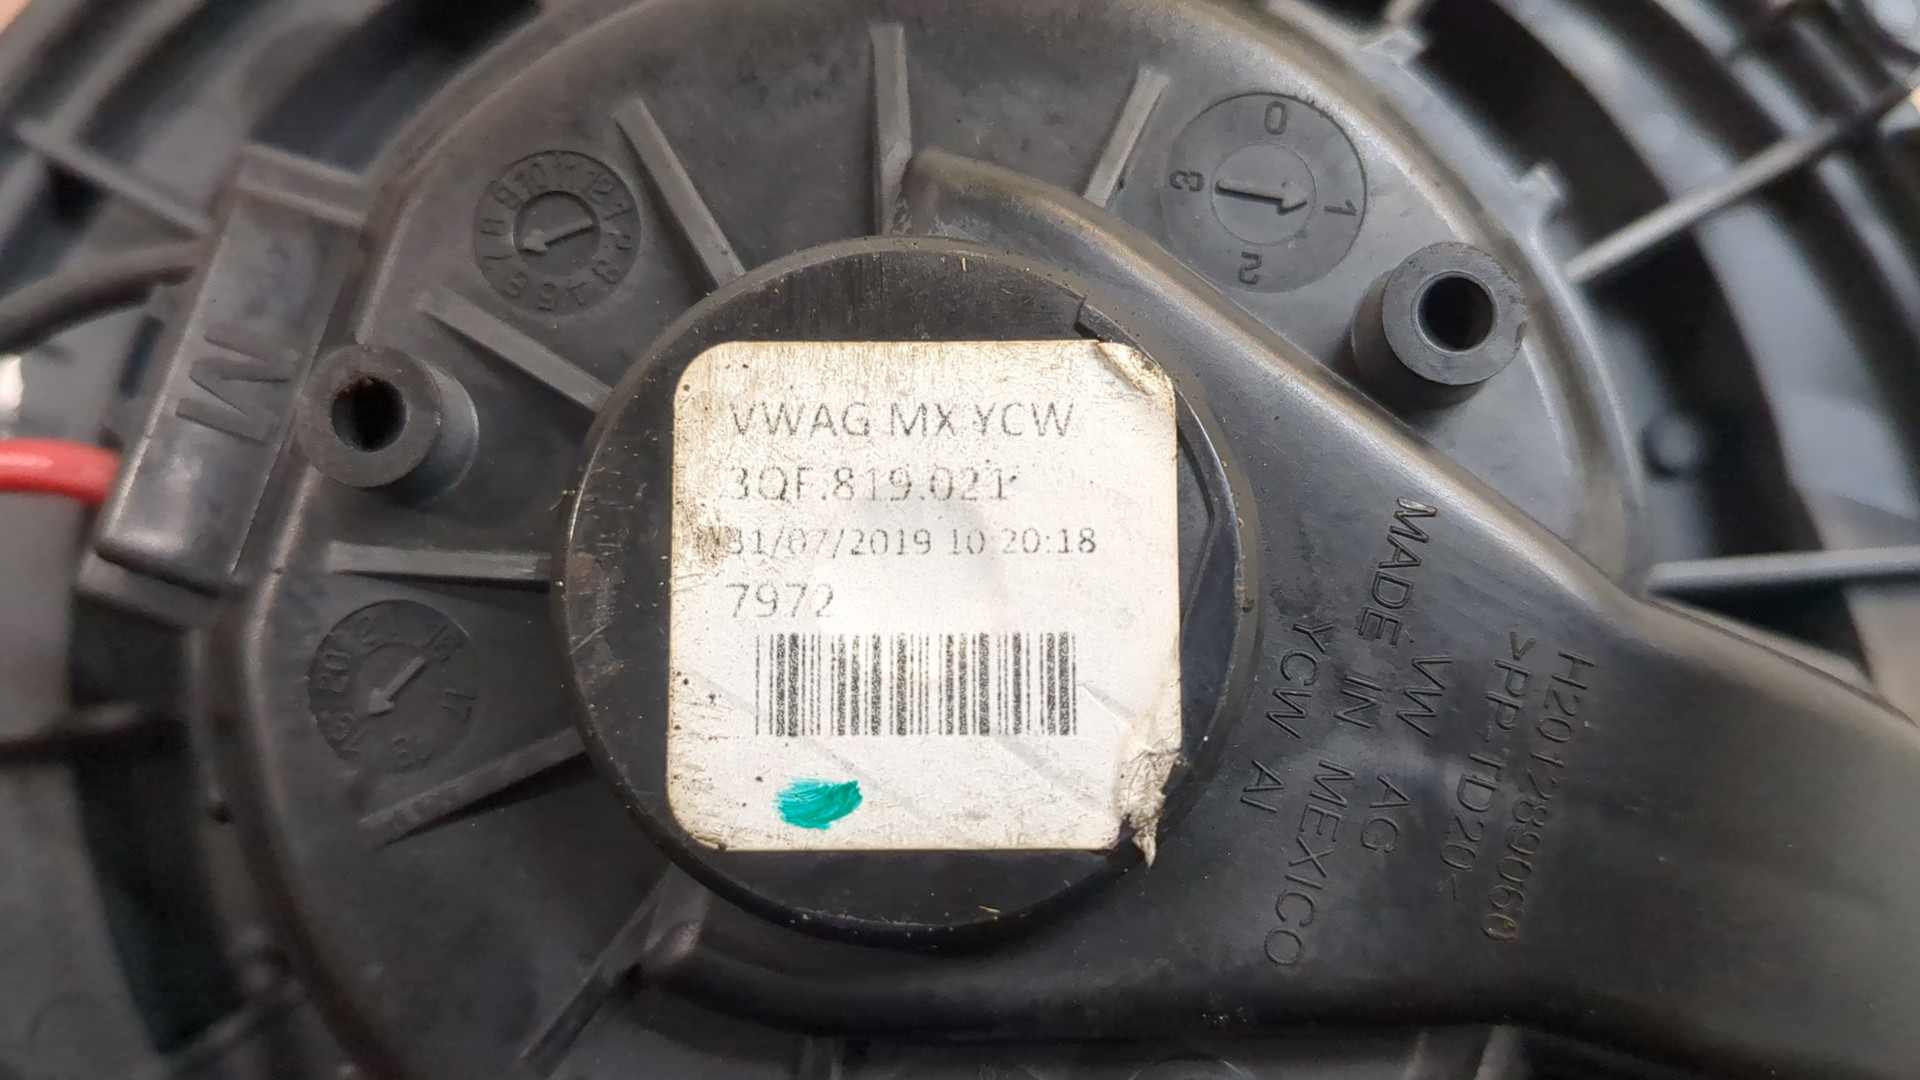 VWAG MX YCW
3QF.819.021
31/07/2019 10:20:18
7972
H201289060
>PP-TD20<
VW AG
MADE IN MEXICO
YCW AI
M
0
1
2
3